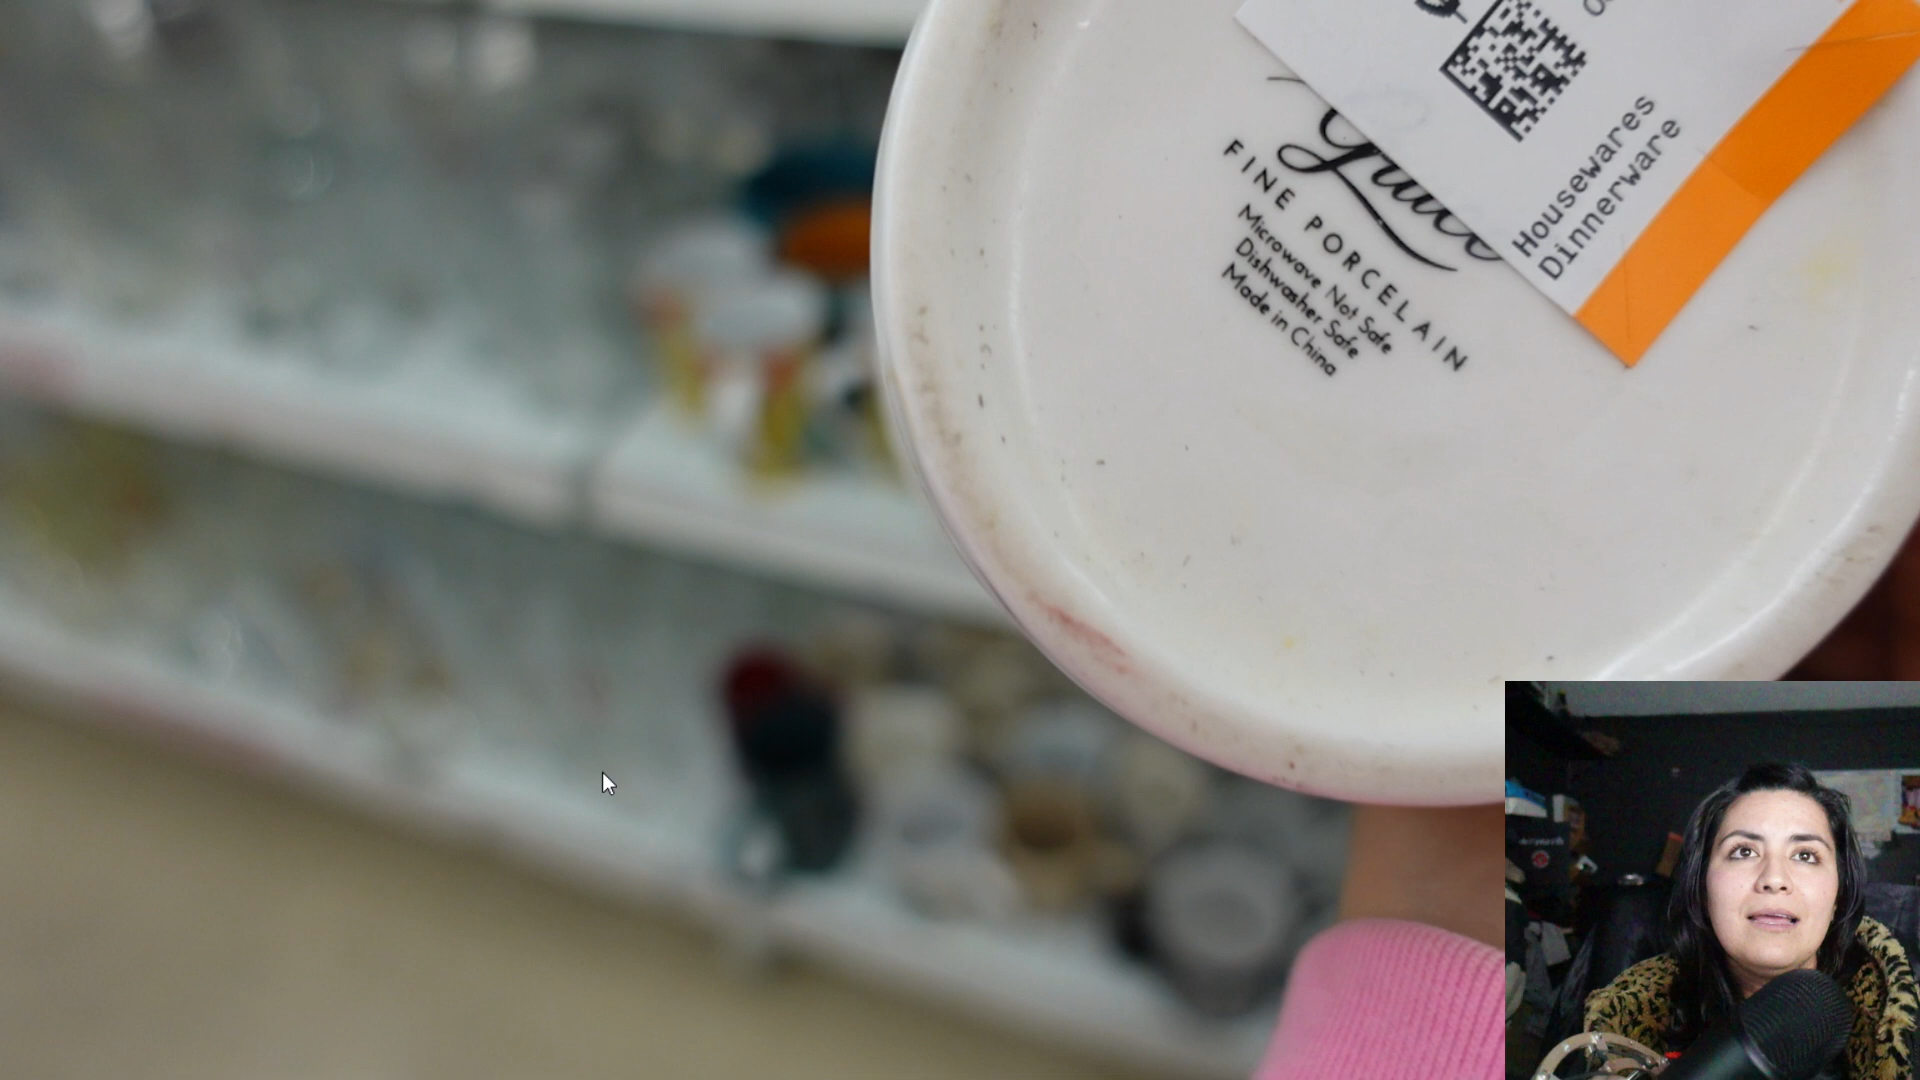 Housewares
Dinnerware
FINE PORCELAIN
Microwave Not Safe
Dishwasher Safe
Made in China